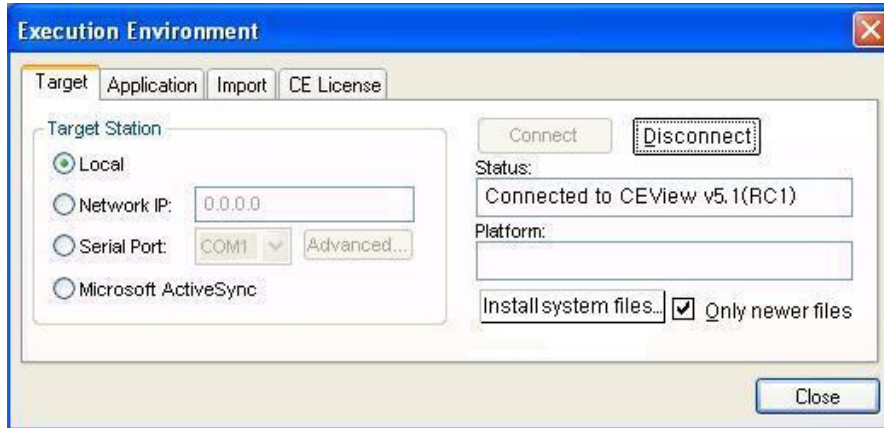 Execution Environment
Target Application Import CE License
Target Station
Local
Network IP: 0.0.0.0
Serial Port: COM1 Advanced...
Microsoft ActiveSync
Connect Disconnect
Status:
Connected to CEView v5.1(RC1)
Platform:
Install system files... Only newer files
Close